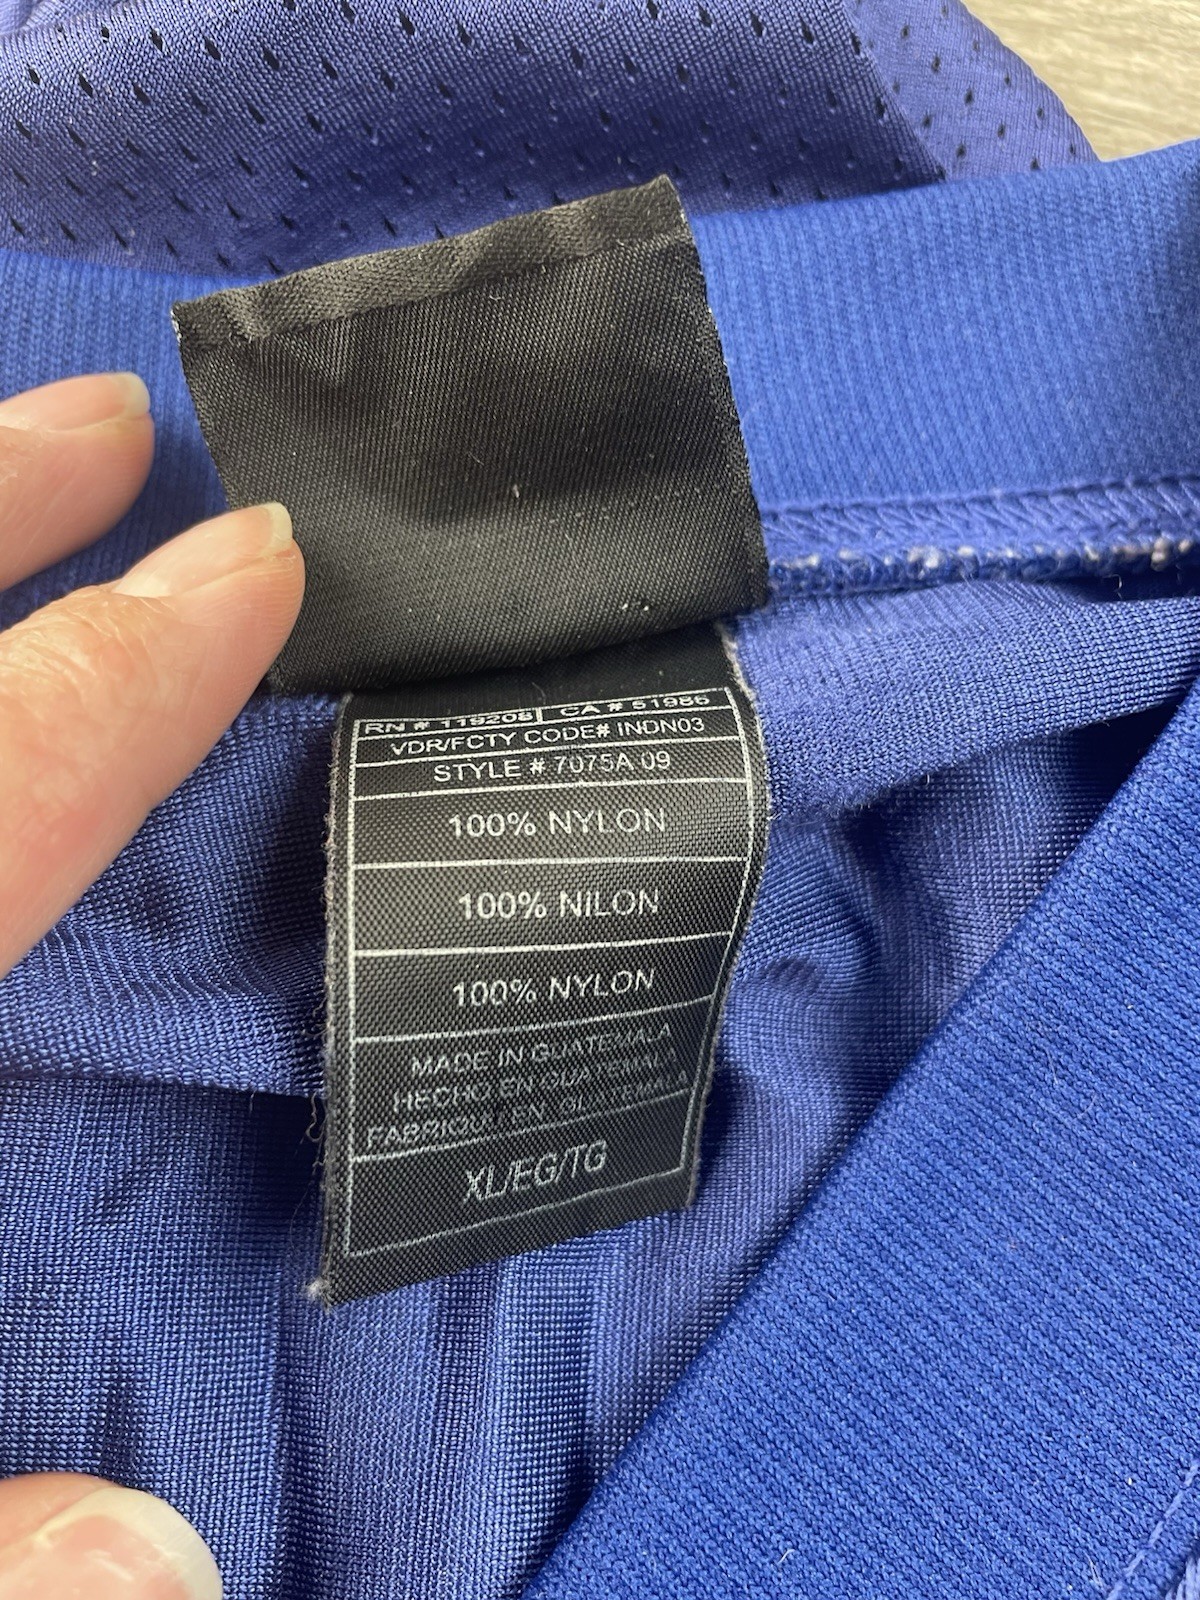 RN # 119208 CA # 51986
VDR/FCTY CODE# INDN03
STYLE # 7075A 09
100% NYLON
100% NILON
100% NYLON
MADE IN GUATEMALA
HECHO EN GUATEMALA
FABRIQUÉ EN GUATEMALA
XL/EG/TG